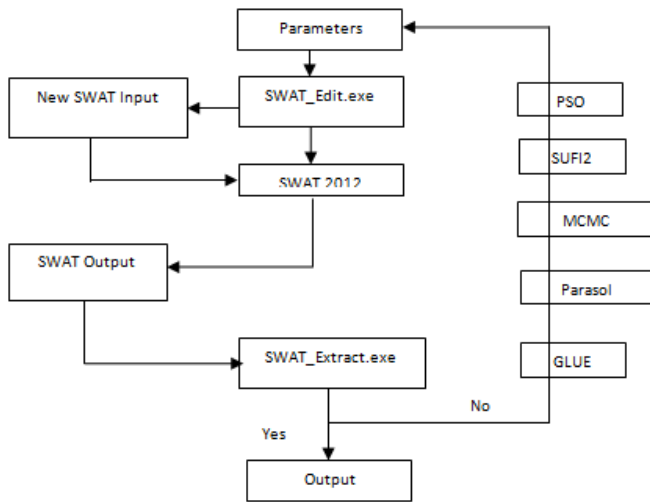 Parameters
New SWAT Input
SWAT_Edit.exe
PSO
SUFI2
SWAT 2012
MCMC
SWAT Output
Parasol
SWAT_Extract.exe
GLUE
No
Yes
Output